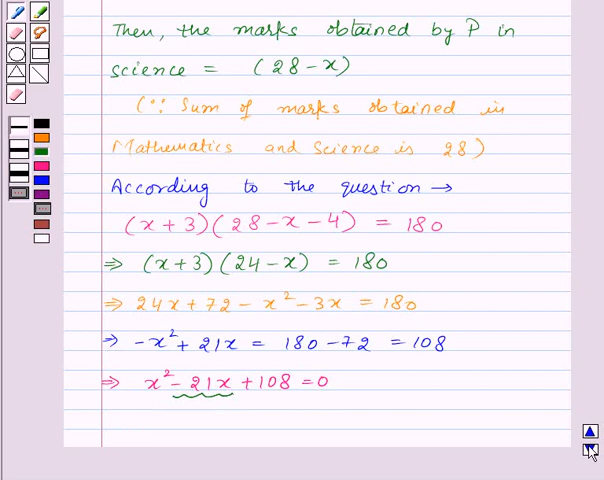 Then, the marks obtained by P in
science = (28-x)
(∵ Sum of marks obtained in
Mathematics and Science is 28)
According to the question →
(x+3)(28-x-4) = 180
⇒ (x+3)(24-x) = 180
⇒ 24x+72-x²-3x = 180
⇒ -x²+21x = 180-72 = 108
⇒ x²-21x+108=0